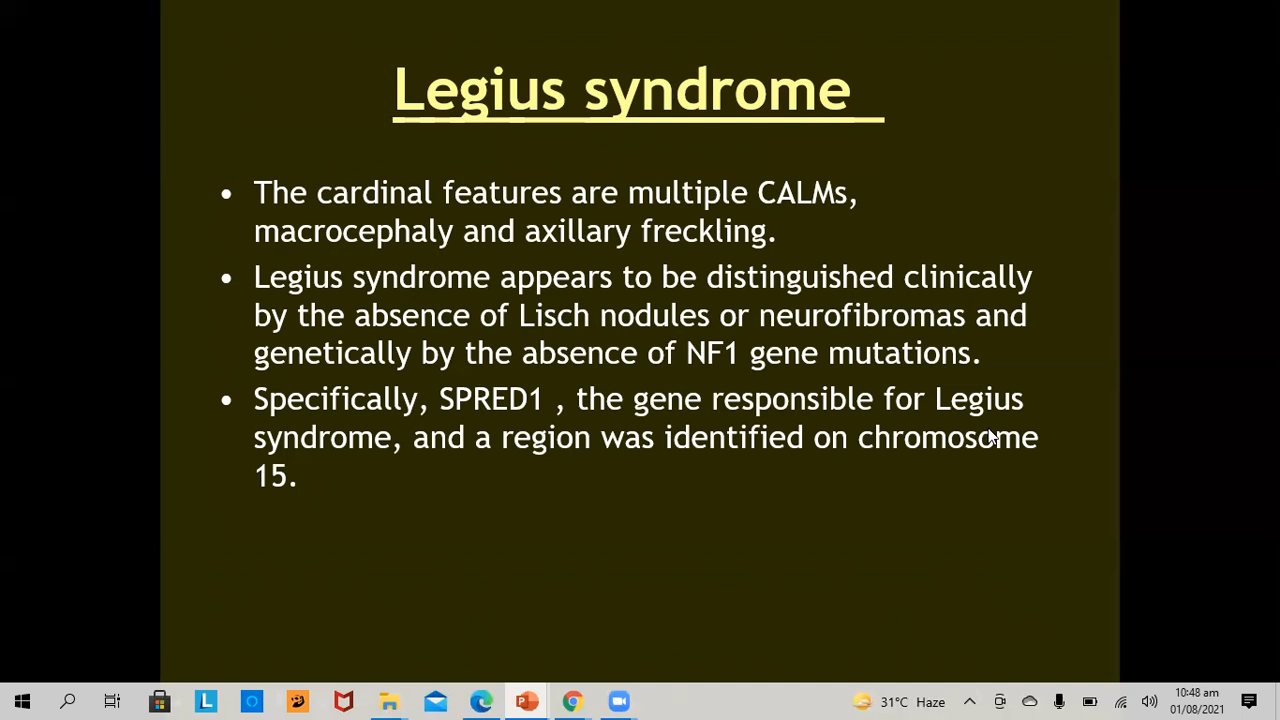 Legius syndrome
• The cardinal features are multiple CALMs,
macrocephaly and axillary freckling.
• Legius syndrome appears to be distinguished clinically
by the absence of Lisch nodules or neurofibromas and
genetically by the absence of NF1 gene mutations.
• Specifically, SPRED1 , the gene responsible for Legius
syndrome, and a region was identified on chromosome
15.
31°C Haze
10:48 am
01/08/2021